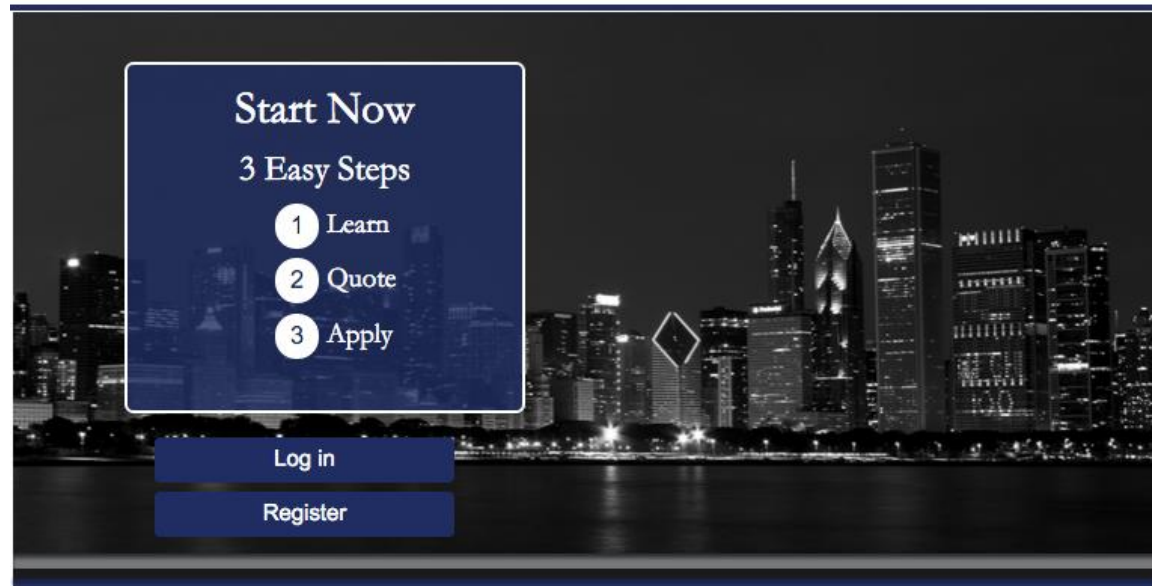 Start Now
3 Easy Steps
1 Learn
2 Quote
3 Apply
Log in
Register